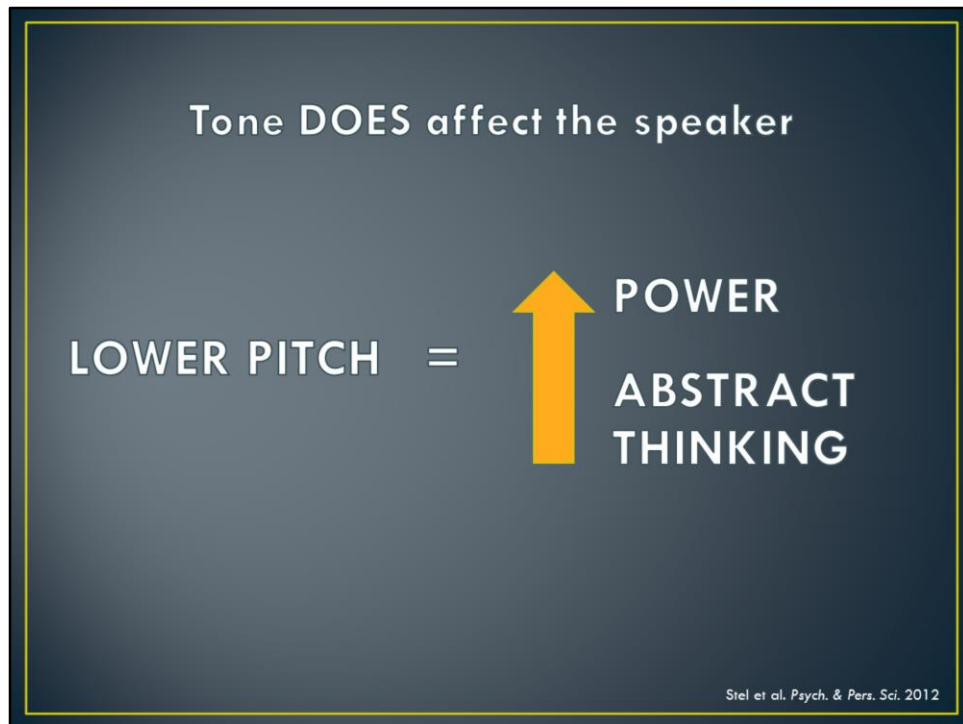 Tone DOES affect the speaker
LOWER PITCH =
POWER
ABSTRACT
THINKING
Stel et al. Psych. & Pers. Sci. 2012